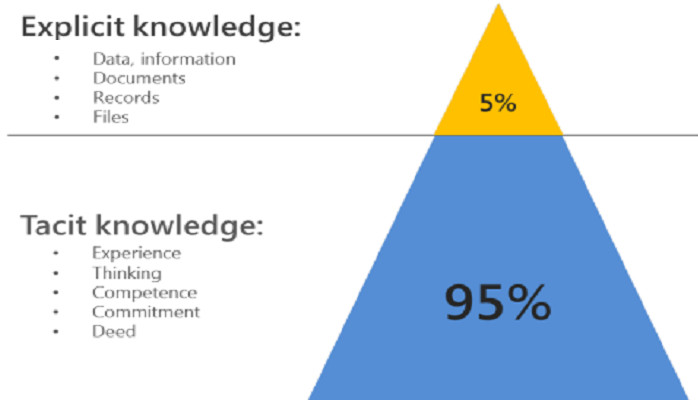 Explicit knowledge:
• Data, information
• Documents
• Records
• Files
5%
Tacit knowledge:
• Experience
• Thinking
• Competence
• Commitment
• Deed
95%